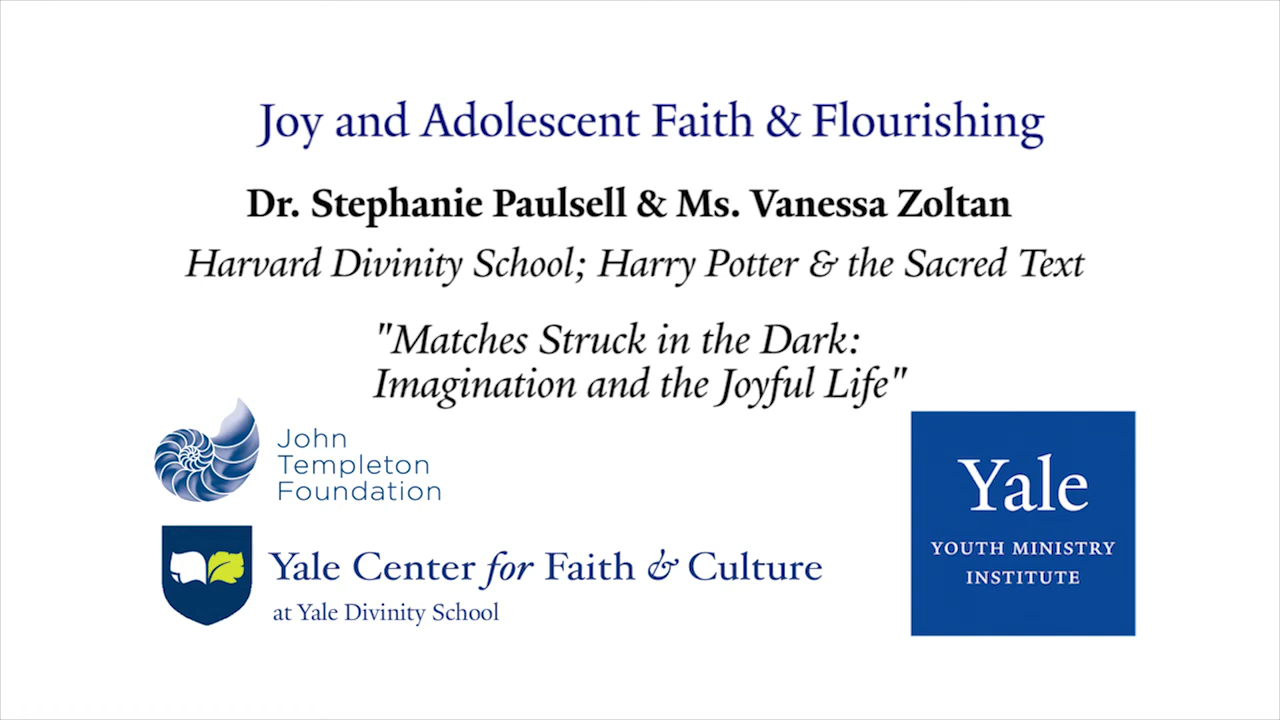 Joy and Adolescent Faith & Flourishing
Dr. Stephanie Paulsell & Ms. Vanessa Zoltan
Harvard Divinity School; Harry Potter & the Sacred Text
"Matches Struck in the Dark:
Imagination and the Joyful Life"
John
Templeton
Foundation
Yale Center for Faith & Culture
at Yale Divinity School
Yale
YOUTH MINISTRY
INSTITUTE